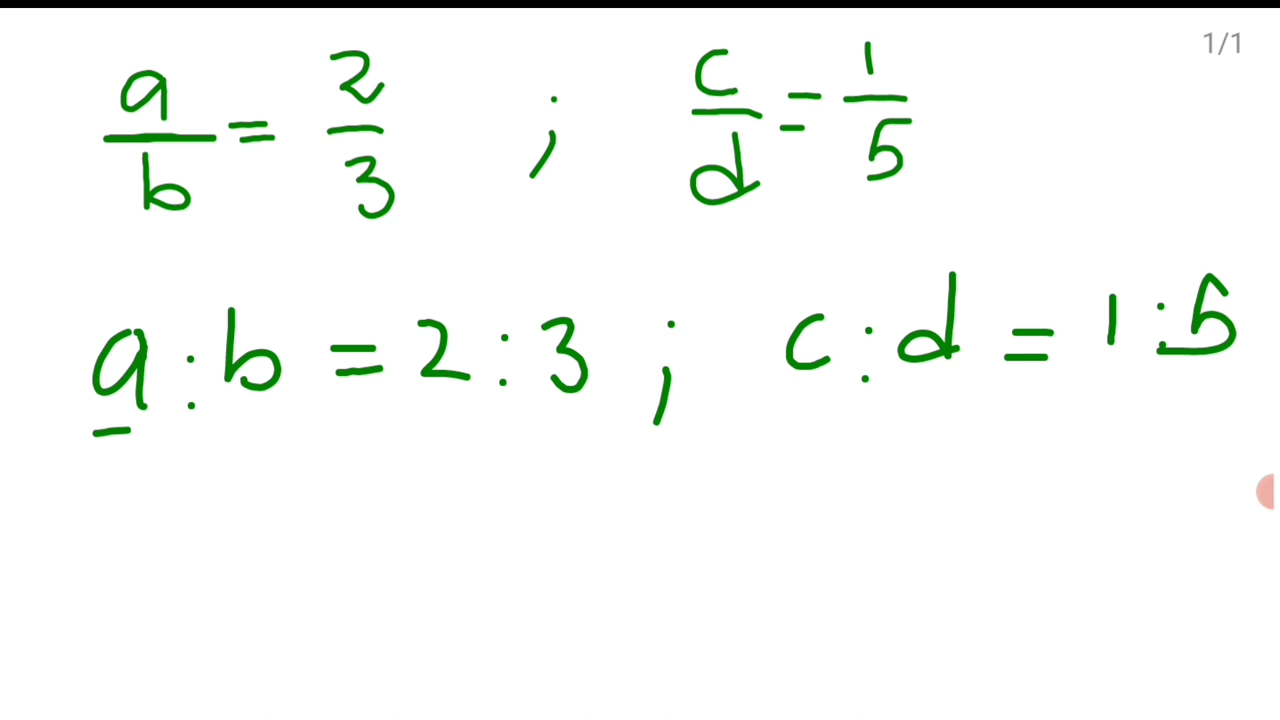 1/1
a/b = 2/3 ; c/d = 1/5
a : b = 2 : 3 ; c : d = 1 : 5